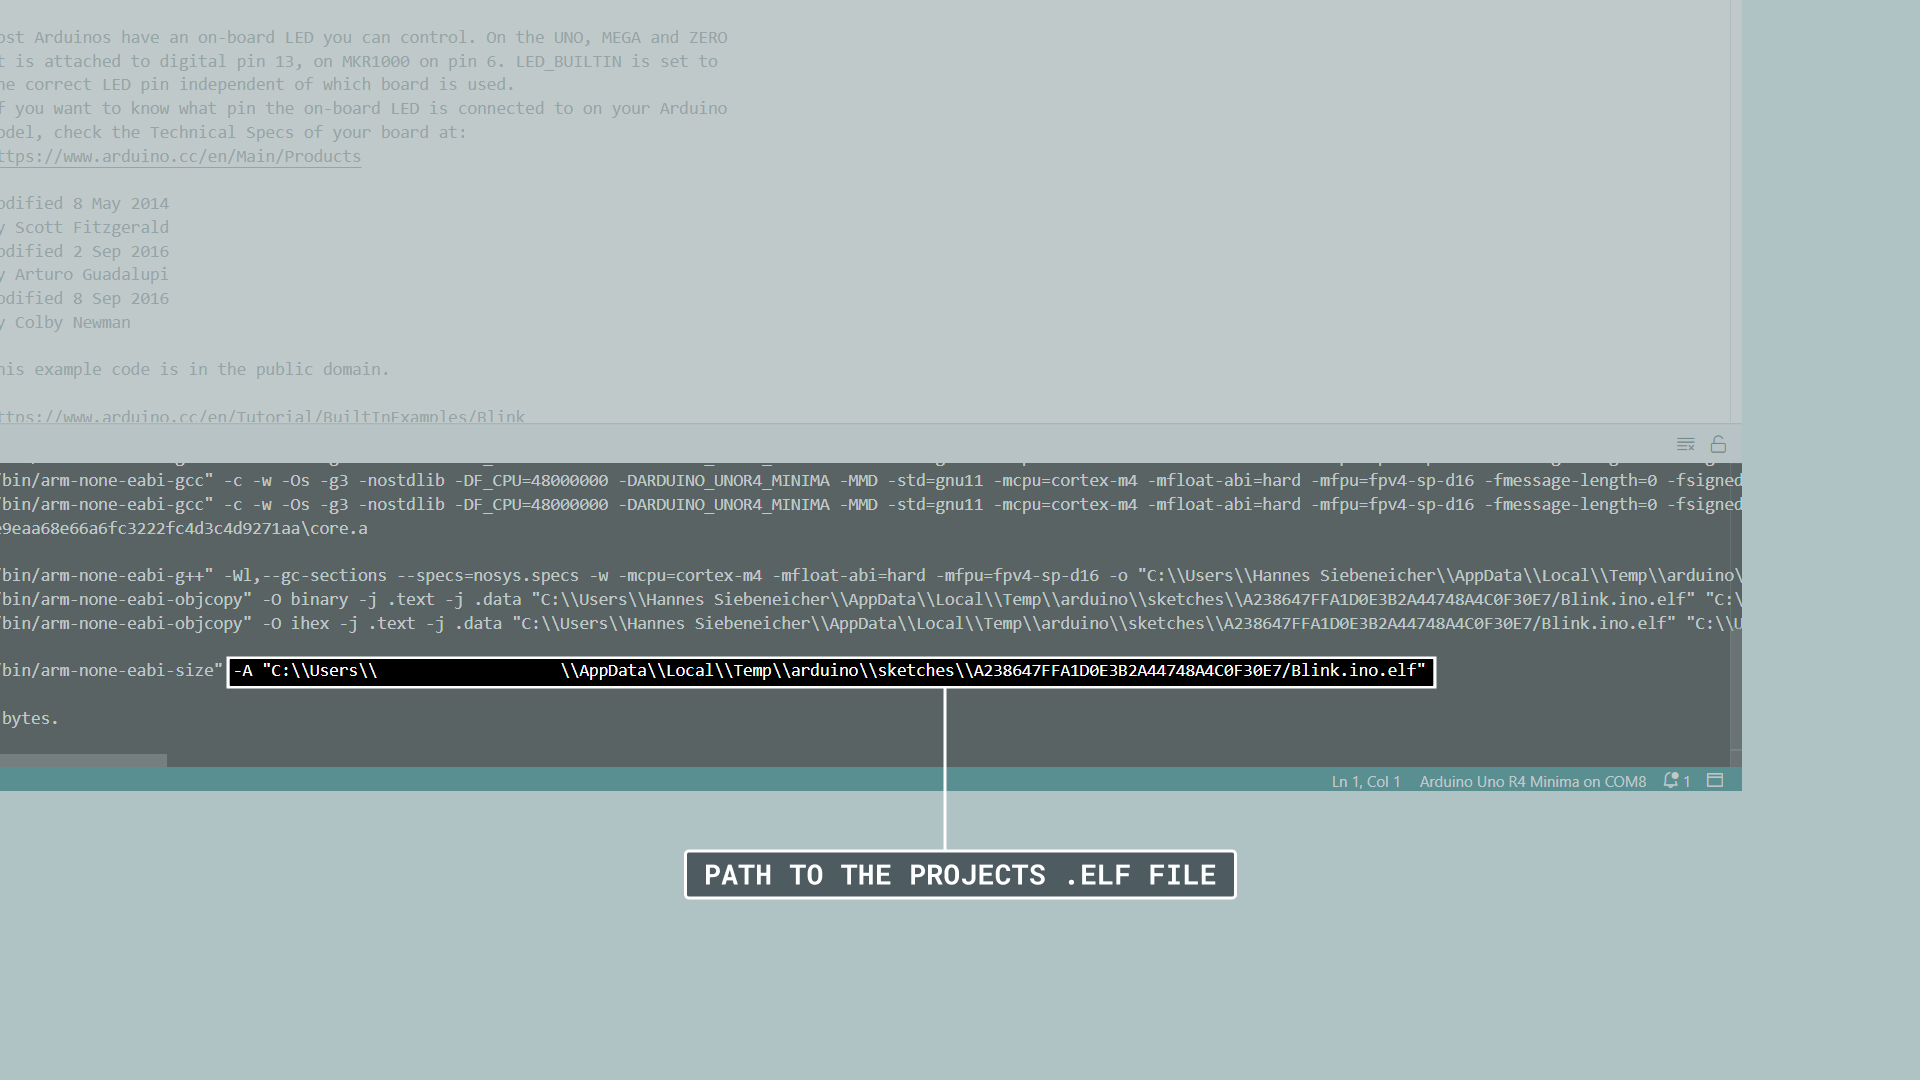 ost Arduinos have an on-board LED you can control. On the UNO, MEGA and ZERO
t is attached to digital pin 13, on MKR1000 on pin 6. LED_BUILTIN is set to
he correct LED pin independent of which board is used.
f you want to know what pin the on-board LED is connected to on your Arduino
odel, check the Technical Specs of your board at:
ttps://www.arduino.cc/en/Main/Products
odified 8 May 2014
y Scott Fitzgerald
odified 2 Sep 2016
y Arturo Guadalupi
odified 8 Sep 2016
y Colby Newman
his example code is in the public domain.
ttps://www.arduino.cc/en/Tutorial/BuiltInExamples/Blink
/bin/arm-none-eabi-gcc" -c -w -Os -g3 -nostdlib -DF_CPU=48000000 -DARDUINO_UNOR4_MINIMA -MMD -std=gnu11 -mcpu=cortex-m4 -mfloat-abi=hard -mfpu=fpv4-sp-d16 -fmessage-length=0 -fsigned
/bin/arm-none-eabi-gcc" -c -w -Os -g3 -nostdlib -DF_CPU=48000000 -DARDUINO_UNOR4_MINIMA -MMD -std=gnu11 -mcpu=cortex-m4 -mfloat-abi=hard -mfpu=fpv4-sp-d16 -fmessage-length=0 -fsigned
e9eaa68e66a6fc3222fc4d3c4d9271aa\core.a
/bin/arm-none-eabi-g++" -Wl,--gc-sections --specs=nosys.specs -w -mcpu=cortex-m4 -mfloat-abi=hard -mfpu=fpv4-sp-d16 -o "C:\\Users\\Hannes Siebeneicher\\AppData\\Local\\Temp\\arduino\
/bin/arm-none-eabi-objcopy" -O binary -j .text -j .data "C:\\Users\\Hannes Siebeneicher\\AppData\\Local\\Temp\\arduino\\sketches\\A238647FFA1D0E3B2A44748A4C0F30E7/Blink.ino.elf" "C:\
/bin/arm-none-eabi-objcopy" -O ihex -j .text -j .data "C:\\Users\\Hannes Siebeneicher\\AppData\\Local\\Temp\\arduino\\sketches\\A238647FFA1D0E3B2A44748A4C0F30E7/Blink.ino.elf" "C:\\U
/bin/arm-none-eabi-size" -A "C:\\Users\\ \\AppData\\Local\\Temp\\arduino\\sketches\\A238647FFA1D0E3B2A44748A4C0F30E7/Blink.ino.elf"
bytes.
Ln 1, Col 1 Arduino Uno R4 Minima on COM8 1
PATH TO THE PROJECTS .ELF FILE